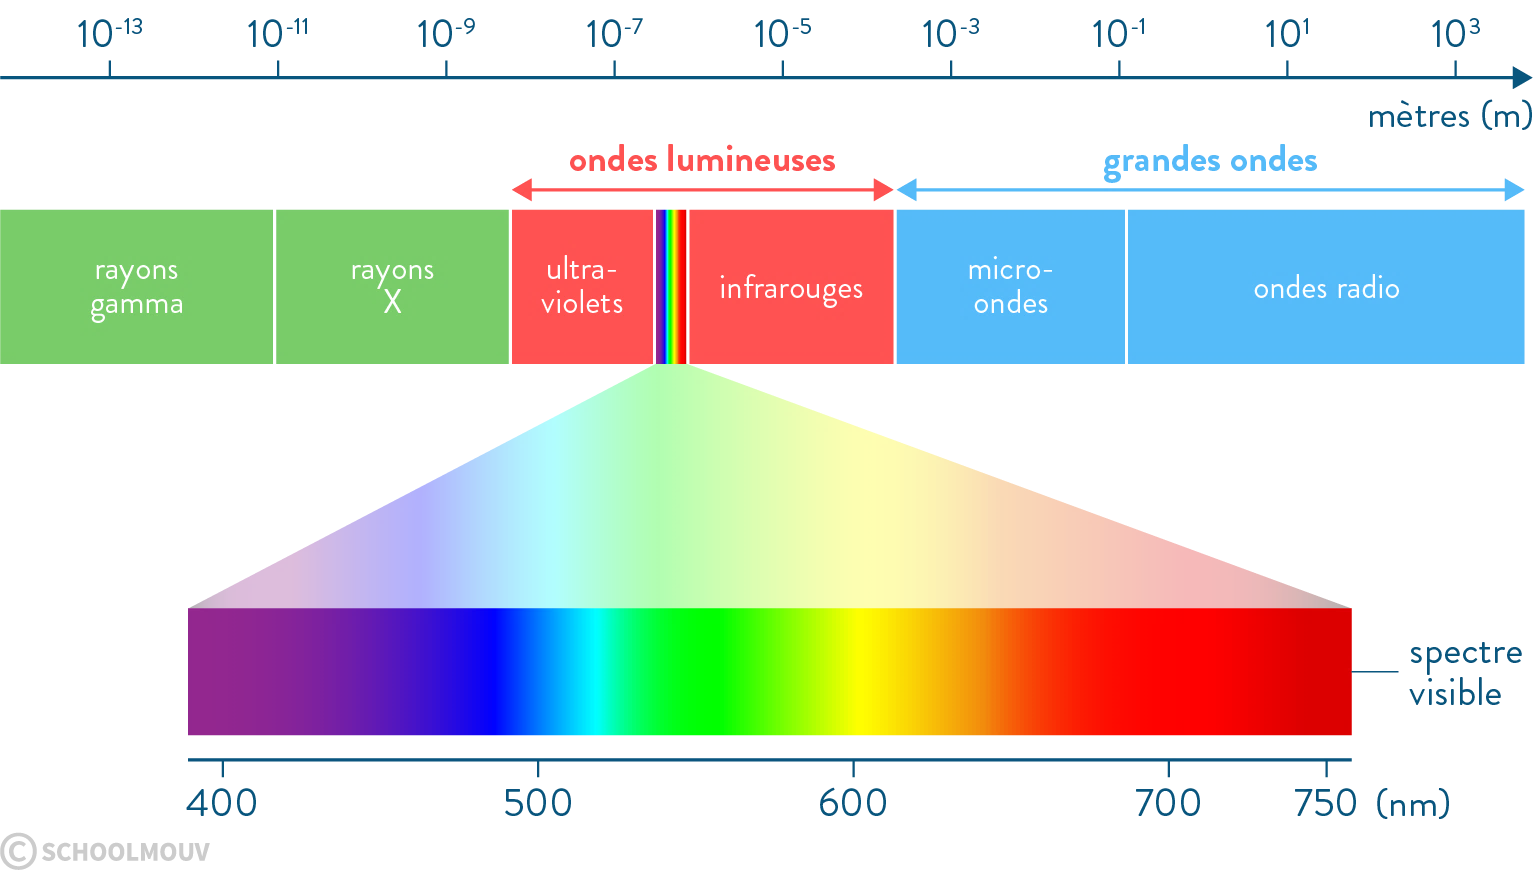 10⁻¹³ 10⁻¹¹ 10⁻⁹ 10⁻⁷ 10⁻⁵ 10⁻³ 10⁻¹ 10¹ 10³
mètres (m)
ondes lumineuses
grandes ondes
rayons
gamma
rayons
X
ultra-
violets
infrarouges
micro-
ondes
ondes radio
spectre
visible
400 500 600 700 750 (nm)
© SCHOOLMOUV